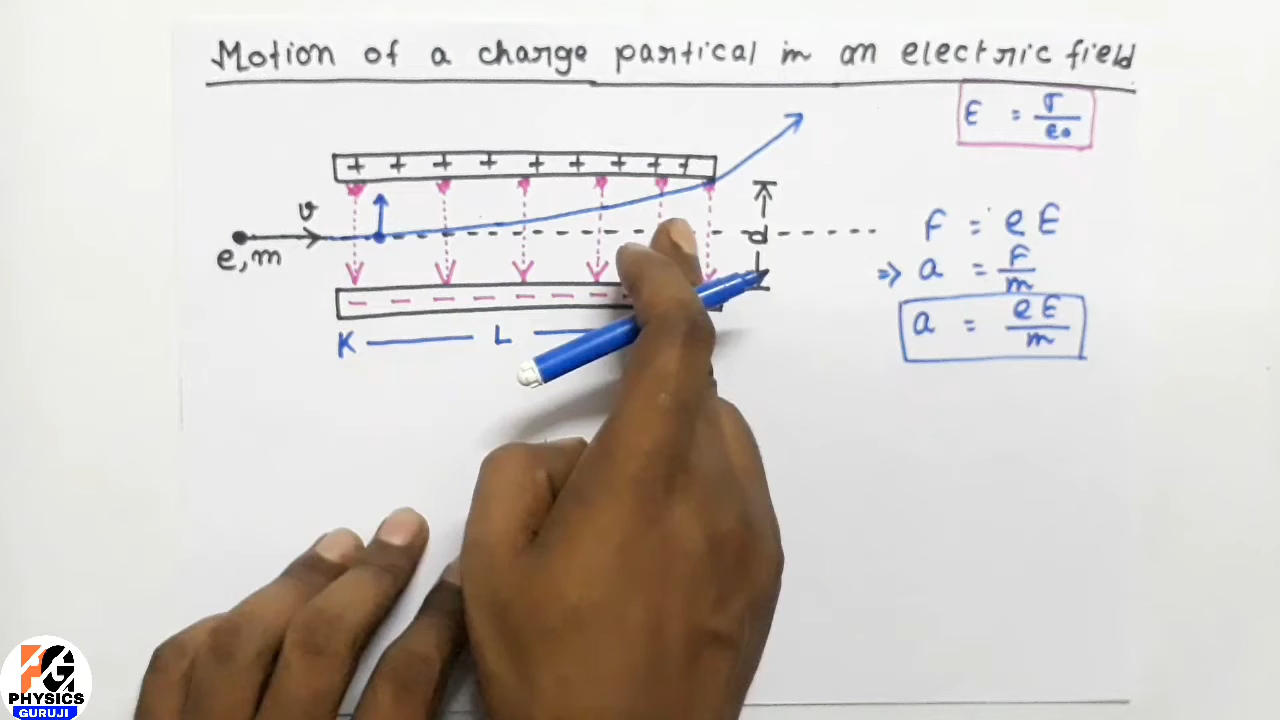 Motion of a charge partical in an electric field
E = σ/ε₀
+ + + + + + + + +
v
e, m
d
F = eE
⇒ a = F/m
a = eE/m
- - - - - - -
K L
PHYSICS
GURUJI